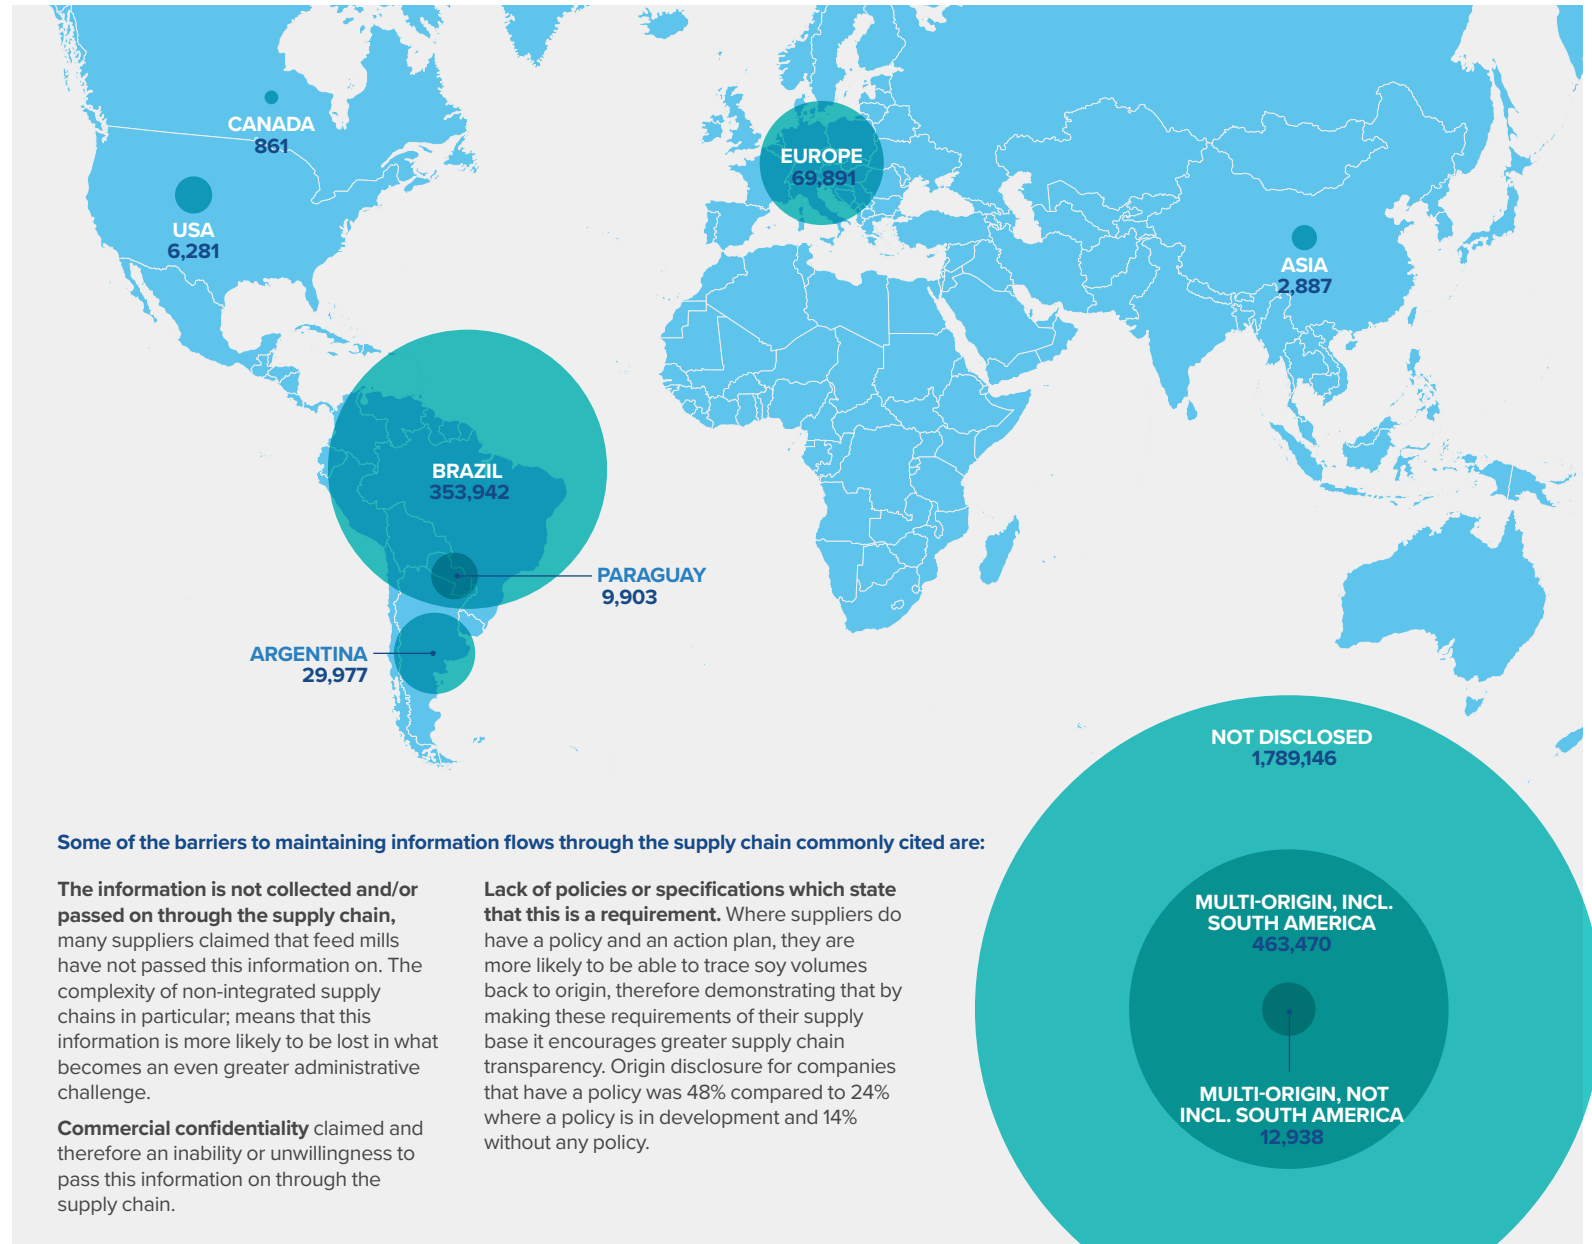 CANADA
861
USA
6,281
EUROPE
69,891
ASIA
2,887
BRAZIL
353,942
PARAGUAY
9,903
ARGENTINA
29,977
NOT DISCLOSED
1,789,146
MULTI-ORIGIN, INCL.
SOUTH AMERICA
463,470
MULTI-ORIGIN, NOT
INCL. SOUTH AMERICA
12,938
Some of the barriers to maintaining information flows through the supply chain commonly cited are:
The information is not collected and/or
passed on through the supply chain,
many suppliers claimed that feed mills
have not passed this information on. The
complexity of non-integrated supply
chains in particular; means that this
information is more likely to be lost in what
becomes an even greater administrative
challenge.
Commercial confidentiality claimed and
therefore an inability or unwillingness to
pass this information on through the
supply chain.
Lack of policies or specifications which state
that this is a requirement. Where suppliers do
have a policy and an action plan, they are
more likely to be able to trace soy volumes
back to origin, therefore demonstrating that by
making these requirements of their supply
base it encourages greater supply chain
transparency. Origin disclosure for companies
that have a policy was 48% compared to 24%
where a policy is in development and 14%
without any policy.